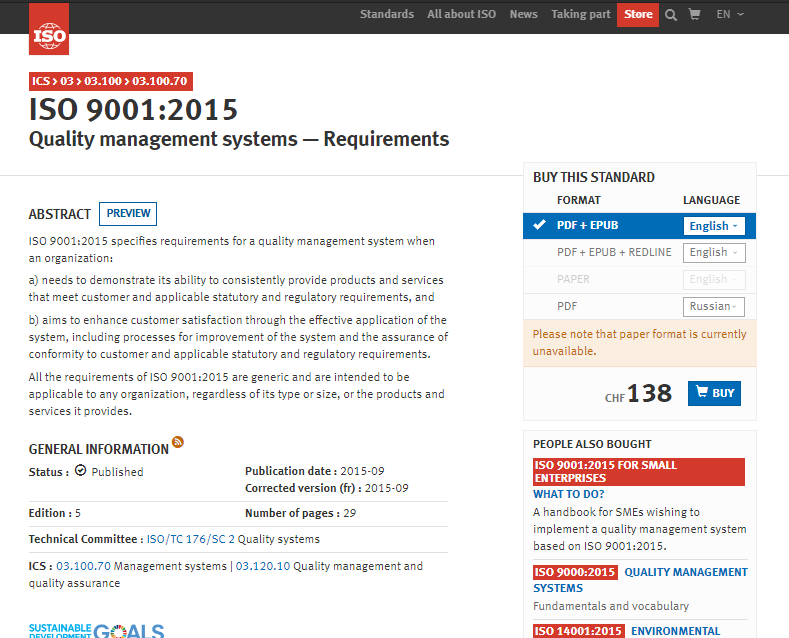 Standards All about ISO News Taking part Store EN
ISO
ICS > 03 > 03.100 > 03.100.70
ISO 9001:2015
Quality management systems — Requirements
ABSTRACT PREVIEW
ISO 9001:2015 specifies requirements for a quality management system when
an organization:
a) needs to demonstrate its ability to consistently provide products and services
that meet customer and applicable statutory and regulatory requirements, and
b) aims to enhance customer satisfaction through the effective application of the
system, including processes for improvement of the system and the assurance of
conformity to customer and applicable statutory and regulatory requirements.
All the requirements of ISO 9001:2015 are generic and are intended to be
applicable to any organization, regardless of its type or size, or the products and
services it provides.
GENERAL INFORMATION
Status : Published
Publication date : 2015-09
Corrected version (fr) : 2015-09
Edition : 5
Number of pages : 29
Technical Committee : ISO/TC 176/SC 2 Quality systems
ICS : 03.100.70 Management systems | 03.120.10 Quality management and
quality assurance
SUSTAINABLE
DEVELOPMENT GOALS
BUY THIS STANDARD
FORMAT LANGUAGE
PDF + EPUB English
PDF + EPUB + REDLINE English
PAPER English
PDF Russian
Please note that paper format is currently
unavailable.
CHF 138 BUY
PEOPLE ALSO BOUGHT
ISO 9001:2015 FOR SMALL
ENTERPRISES
WHAT TO DO?
A handbook for SMEs wishing to
implement a quality management system
based on ISO 9001:2015.
ISO 9000:2015 QUALITY MANAGEMENT
SYSTEMS
Fundamentals and vocabulary
ISO 14001:2015 ENVIRONMENTAL